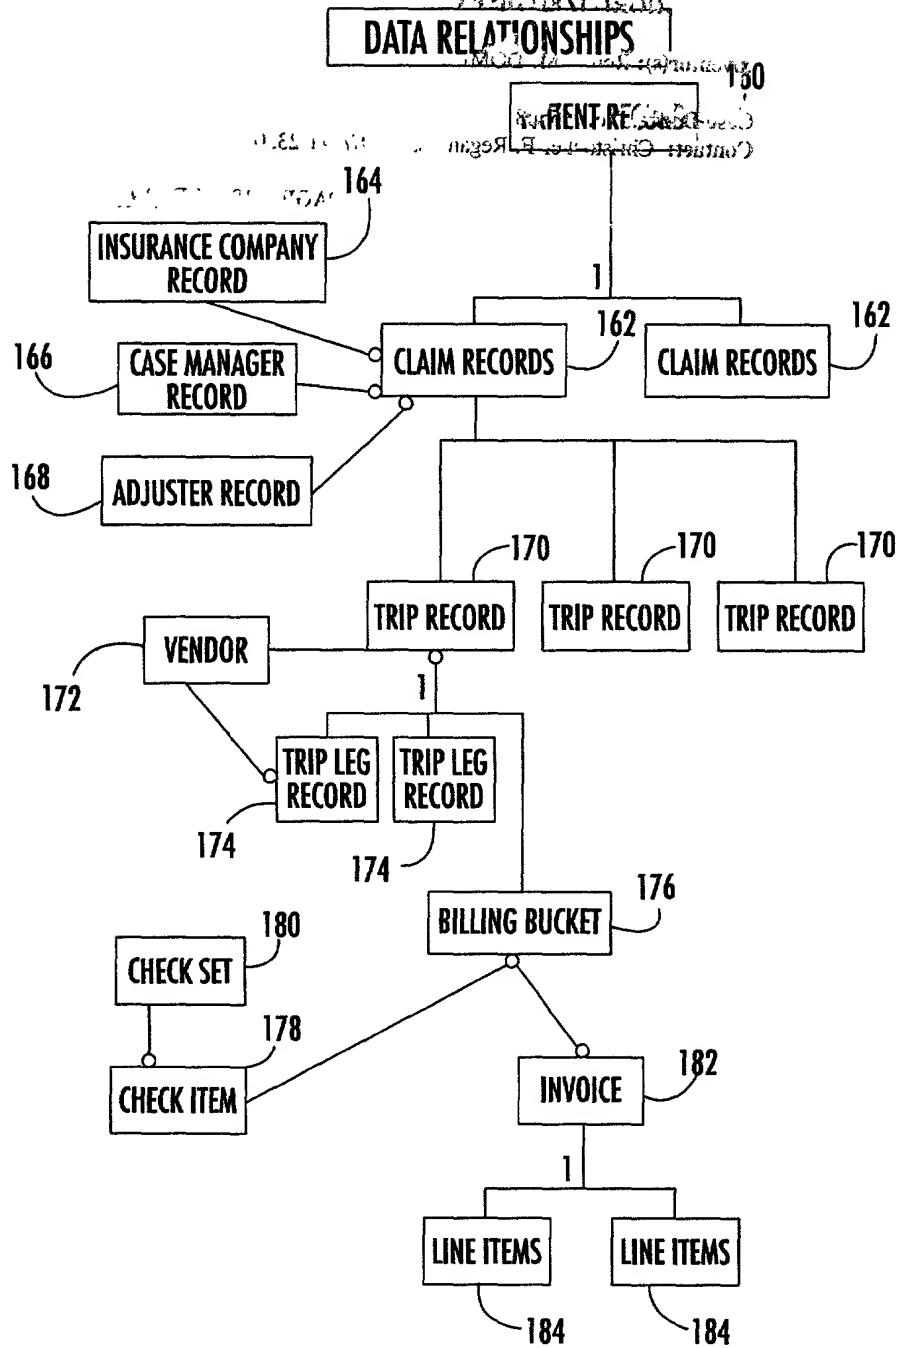 DATA RELATIONSHIPS
160
164
INSURANCE COMPANY
RECORD
1
162
162
CLAIM RECORDS
CLAIM RECORDS
166
CASE MANAGER
RECORD
168
ADJUSTER RECORD
170
170
170
TRIP RECORD
TRIP RECORD
TRIP RECORD
VENDOR
172
1
TRIP LEG
RECORD
TRIP LEG
RECORD
174
174
176
BILLING BUCKET
180
CHECK SET
178
CHECK ITEM
182
INVOICE
1
LINE ITEMS
LINE ITEMS
184
184